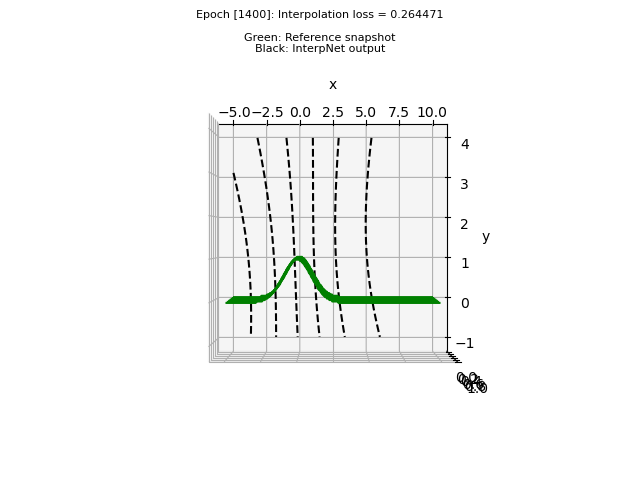 Epoch [1400]: Interpolation loss = 0.264471
Green: Reference snapshot
Black: InterpNet output
x
−5.0 −2.5 0.0 2.5 5.0 7.5 10.0
4
3
2
y
1
0
−1